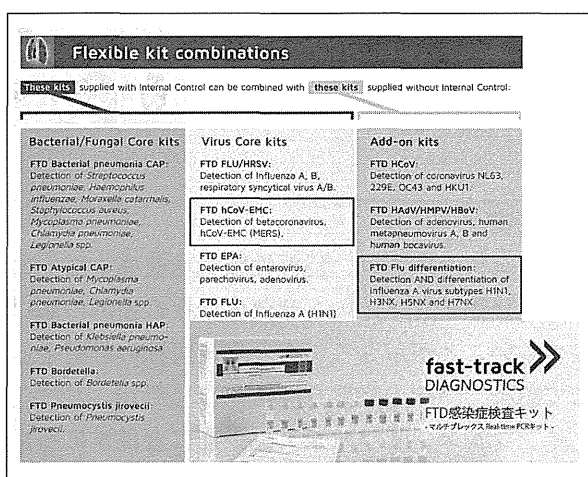 Flexible kit combinations
These kits supplied with Internal Control can be combined with these kits supplied without Internal Control:
Bacterial/Fungal Core kits
FTD Bacterial pneumonia CAP:
Detection of Streptococcus
pneumoniae, Haemophilus
influenzae, Moraxella catarrhalis,
Staphylococcus aureus,
Mycoplasma pneumoniae,
Chlamydia pneumoniae,
Legionella spp.
FTD Atypical CAP:
Detection of Mycoplasma
pneumoniae, Chlamydia
pneumoniae, Legionella spp.
FTD Bacterial pneumonia HAP:
Detection of Klebsiella pneumo-
niae, Pseudomonas aeruginosa
FTD Bordetella:
Detection of Bordetella spp.
FTD Pneumocystis jirovecii:
Detection of Pneumocystis
jirovecii.
Virus Core kits
FTD FLU/HRSV:
Detection of Influenza A, B,
respiratory syncytical virus A/B.
FTD hCoV-EMC:
Detection of betacoronavirus,
hCoV-EMC (MERS).
FTD EPA:
Detection of enterovirus,
parechovirus, adenovirus.
FTD FLU:
Detection of Influenza A (H1N1)
Add-on kits
FTD HCoV:
Detection of coronavirus NL63,
229E, OC43 and HKU1.
FTD HAdV/HMPV/HBoV:
Detection of adenovirus, human
metapneumovirus A, B and
human bocavirus.
FTD Flu differentiation:
Detection AND differentiation of
influenza A virus subtypes H1N1,
H3NX, H5NX and H7NX.
fast-track
DIAGNOSTICS
FTD感染症検査キット
- マルチプレックス Real-time PCRキット -